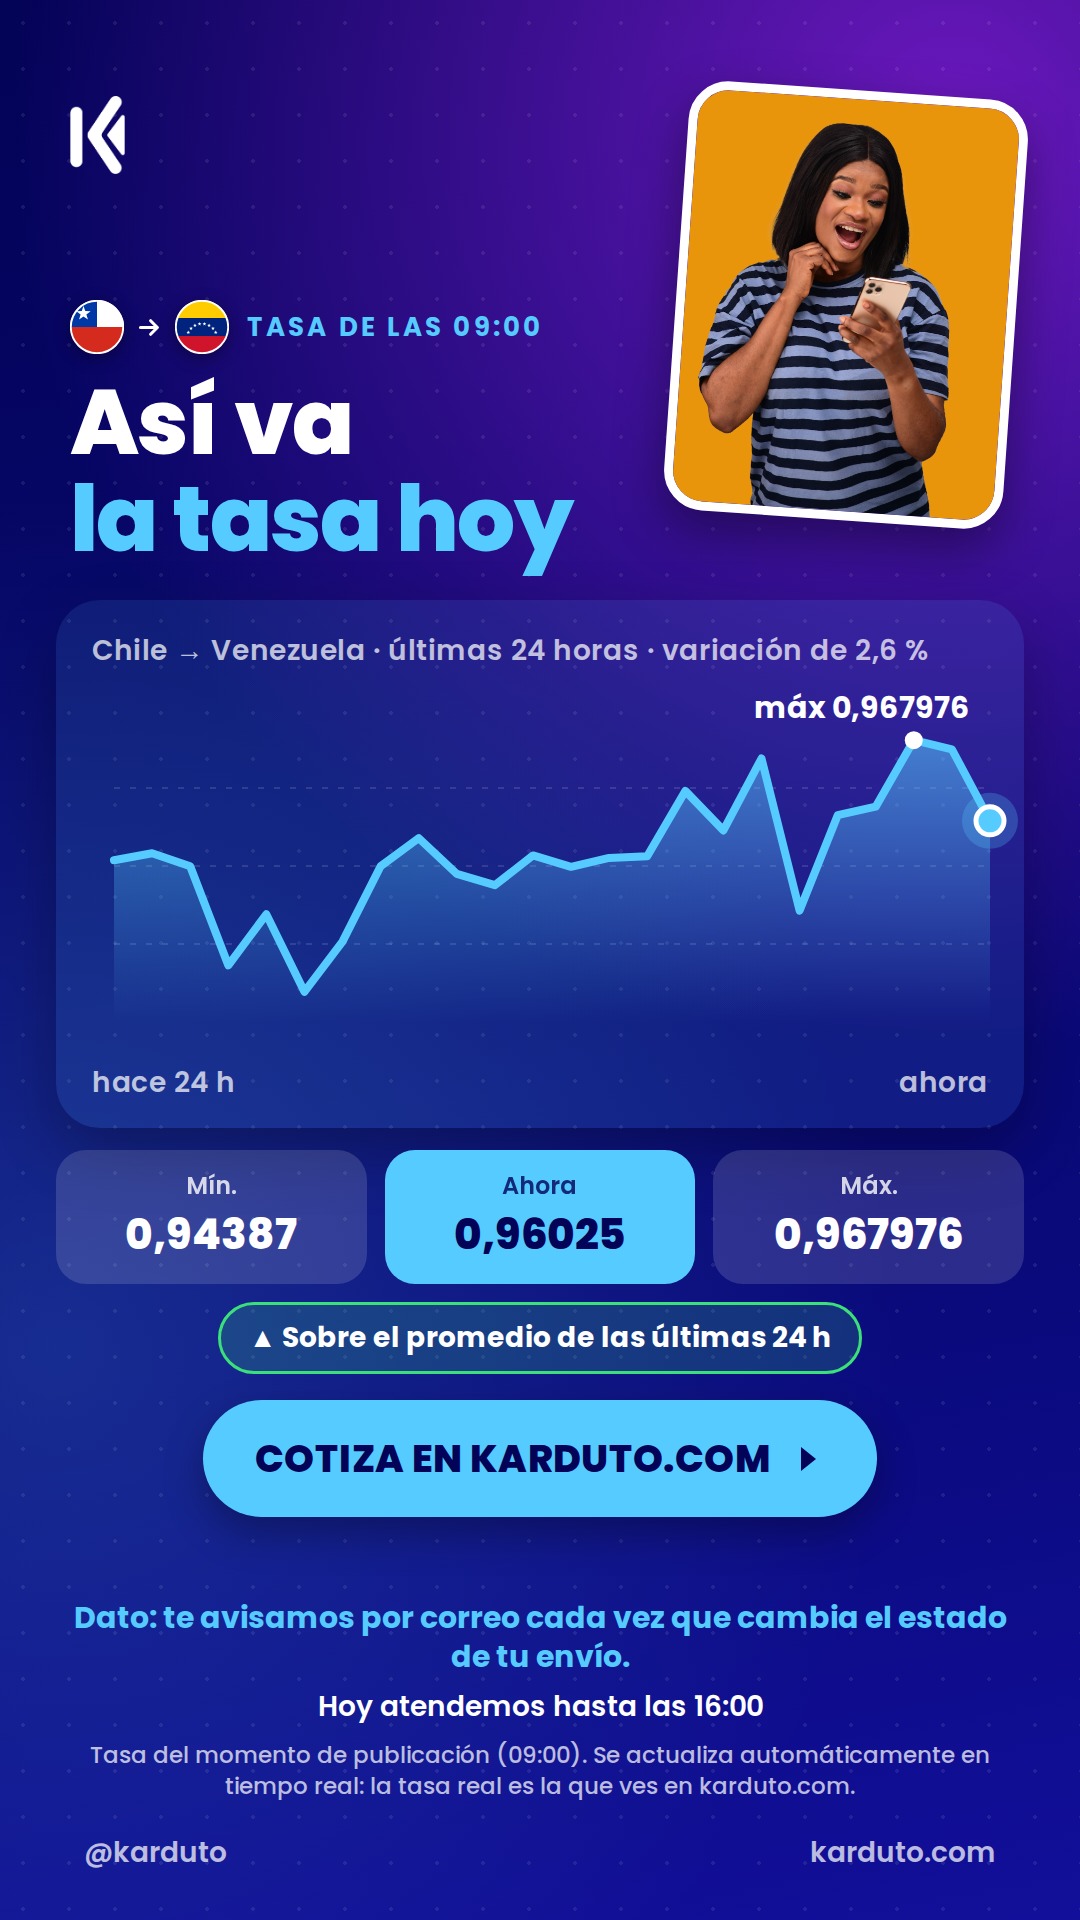 TASA DE LAS 09:00
Así va
la tasa hoy
Chile → Venezuela · últimas 24 horas · variación de 2,6 %
máx 0,967976
hace 24 h
ahora
Mín.
0,94387
Ahora
0,96025
Máx.
0,967976
▲ Sobre el promedio de las últimas 24 h
COTIZA EN KARDUTO.COM
Dato: te avisamos por correo cada vez que cambia el estado
de tu envío.
Hoy atendemos hasta las 16:00
Tasa del momento de publicación (09:00). Se actualiza automáticamente en
tiempo real: la tasa real es la que ves en karduto.com.
@karduto
karduto.com